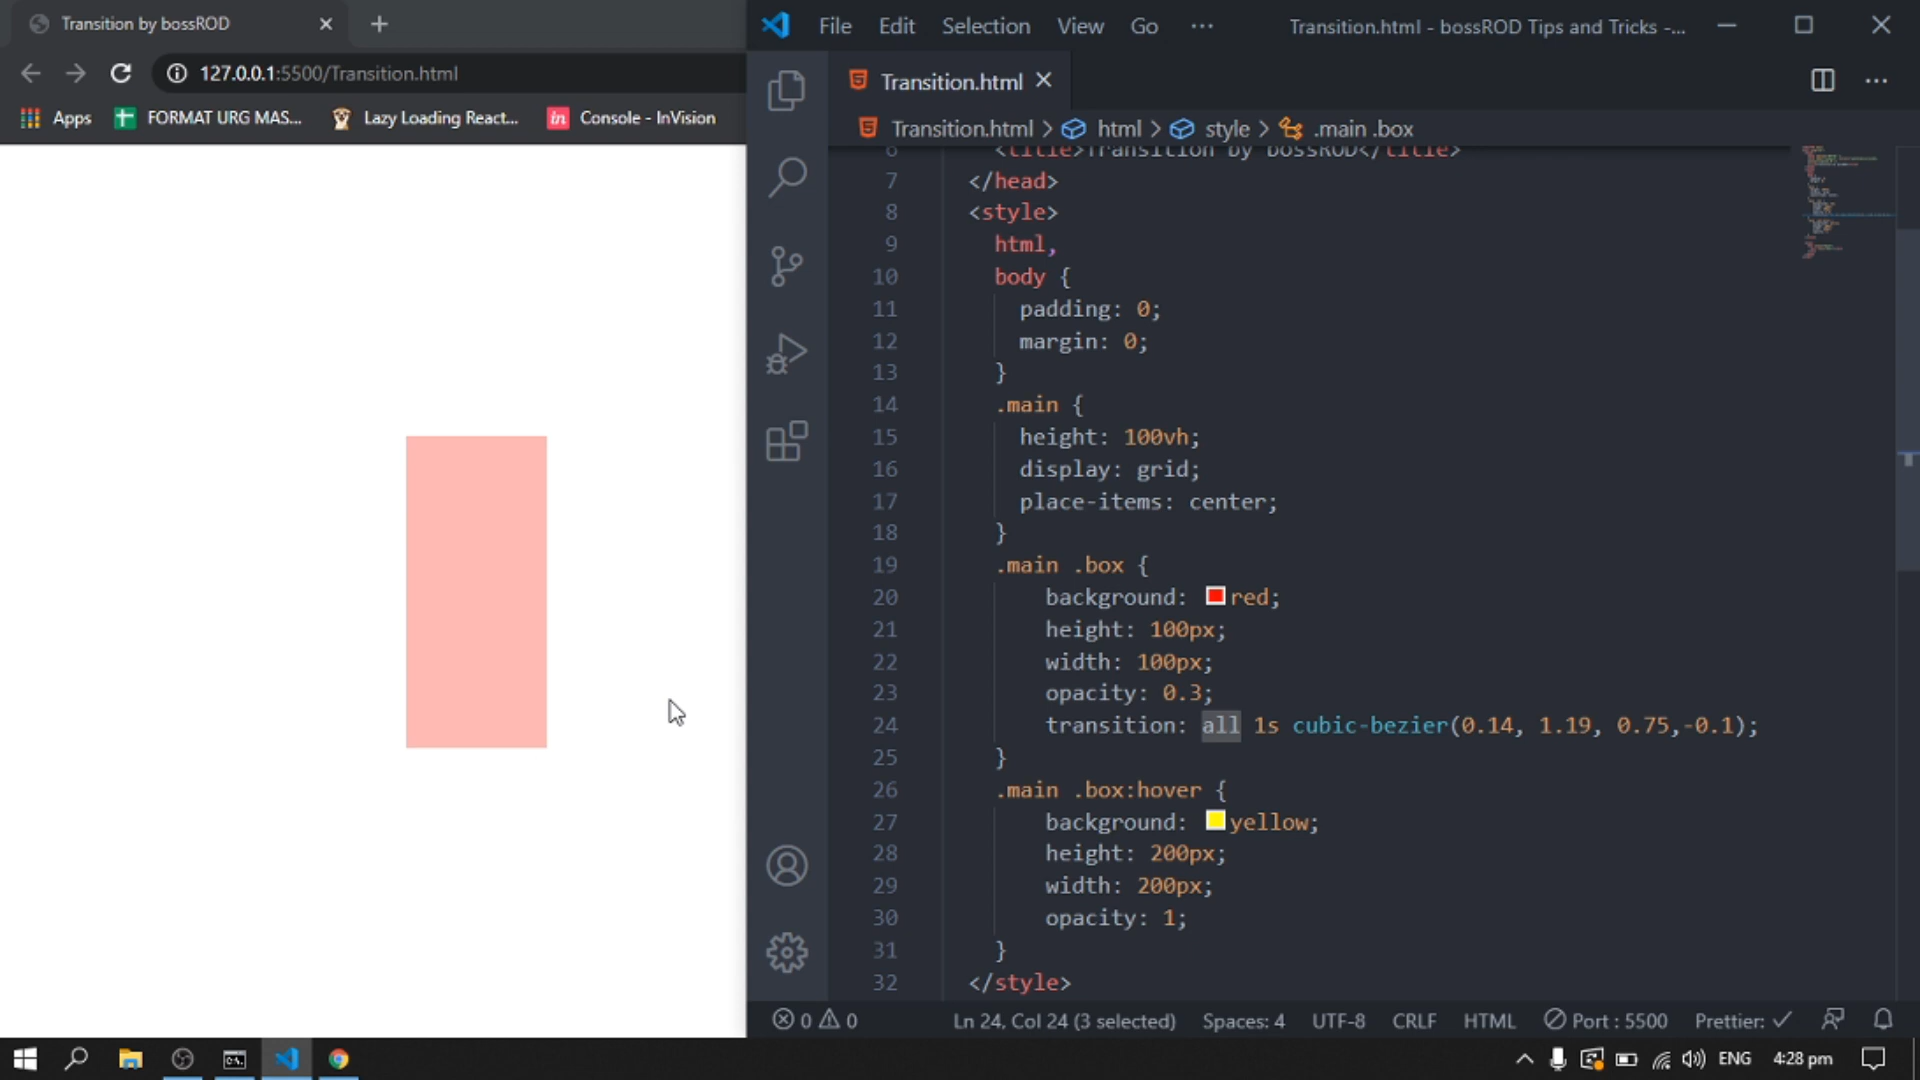 Transition by bossROD
127.0.0.1:5500/Transition.html
Apps
FORMAT URG MAS...
Lazy Loading React...
in
Console - InVision
File Edit Selection View Go ...
Transition.html - bossROD Tips and Tricks -...
Transition.html
Transition.html > html > style > .main .box
6 <title>Transition by bossROD</title>
7 </head>
8 <style>
9 html,
10 body {
11 padding: 0;
12 margin: 0;
13 }
14 .main {
15 height: 100vh;
16 display: grid;
17 place-items: center;
18 }
19 .main .box {
20 background: red;
21 height: 100px;
22 width: 100px;
23 opacity: 0.3;
24 transition: all 1s cubic-bezier(0.14, 1.19, 0.75,-0.1);
25 }
26 .main .box:hover {
27 background: yellow;
28 height: 200px;
29 width: 200px;
30 opacity: 1;
31 }
32 </style>
0 0
Ln 24, Col 24 (3 selected)
Spaces: 4
UTF-8
CRLF
HTML
Port : 5500
Prettier: ✓
ENG
4:28 pm